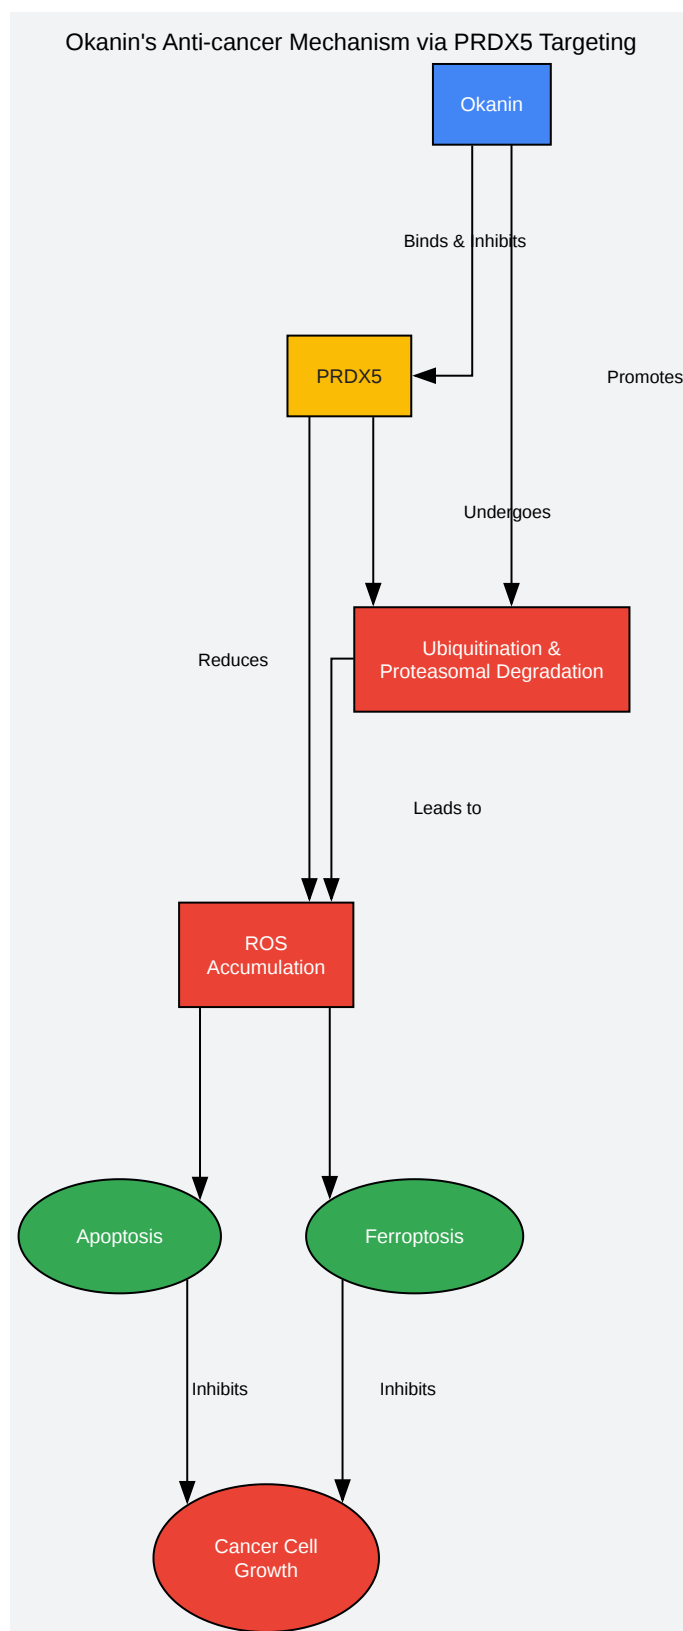 Okanin's Anti-cancer Mechanism via PRDX5 Targeting
Okanin
Binds & Inhibits
PRDX5
Promotes
Undergoes
Ubiquitination &
Proteasomal Degradation
Reduces
Leads to
ROS
Accumulation
Apoptosis
Ferroptosis
Inhibits
Inhibits
Cancer Cell
Growth